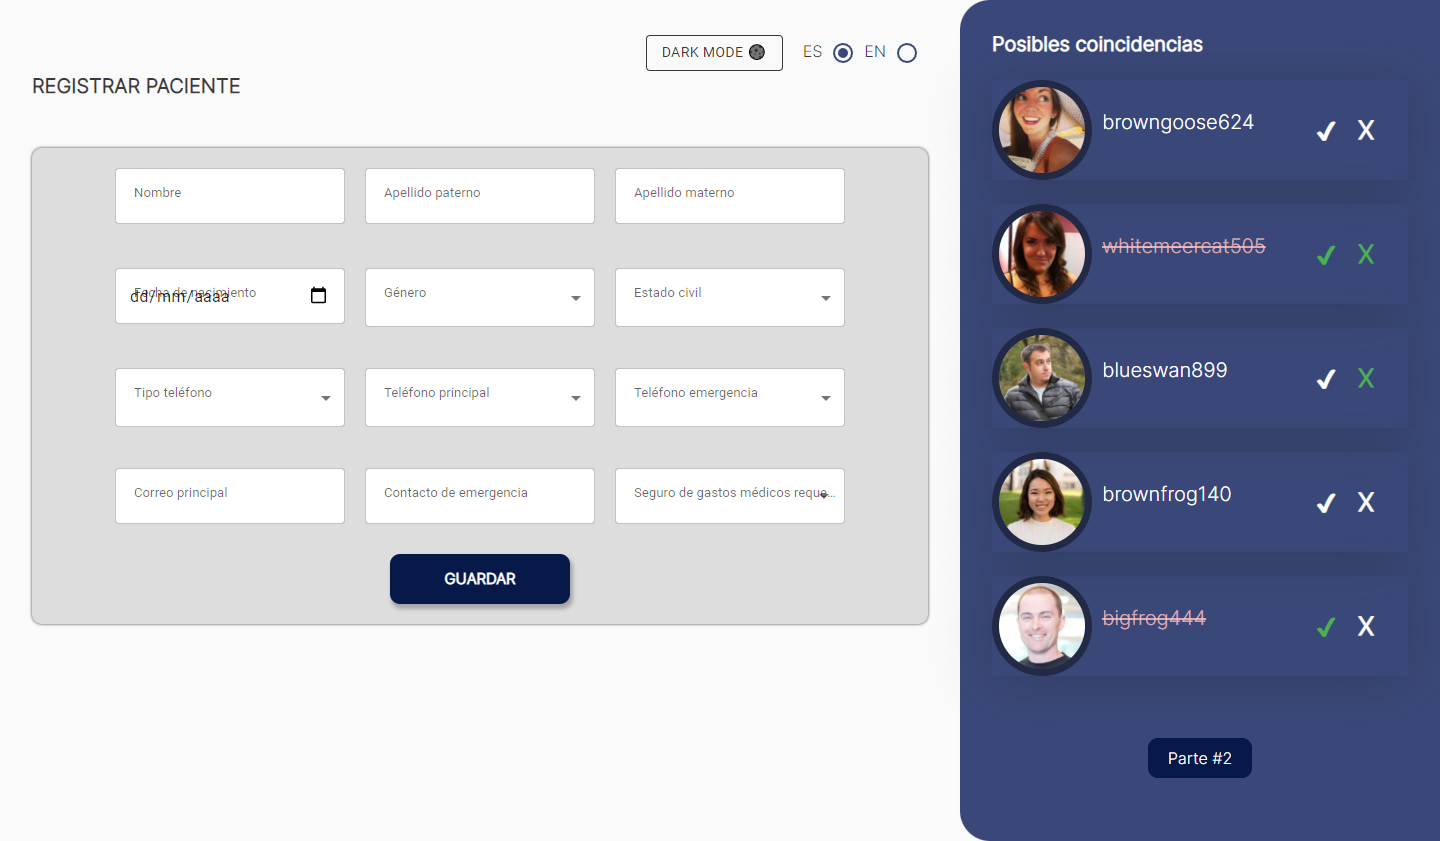 DARK MODE
ES EN
REGISTRAR PACIENTE
Nombre
Apellido paterno
Apellido materno
Fecha de nacimiento
dd/mm/aaaa
Género
Estado civil
Tipo teléfono
Teléfono principal
Teléfono emergencia
Correo principal
Contacto de emergencia
Seguro de gastos médicos reque...
GUARDAR
Posibles coincidencias
browngoose624 ✔ X
whitemeercat505 ✔ X
blueswan899 ✔ X
brownfrog140 ✔ X
bigfrog444 ✔ X
Parte #2